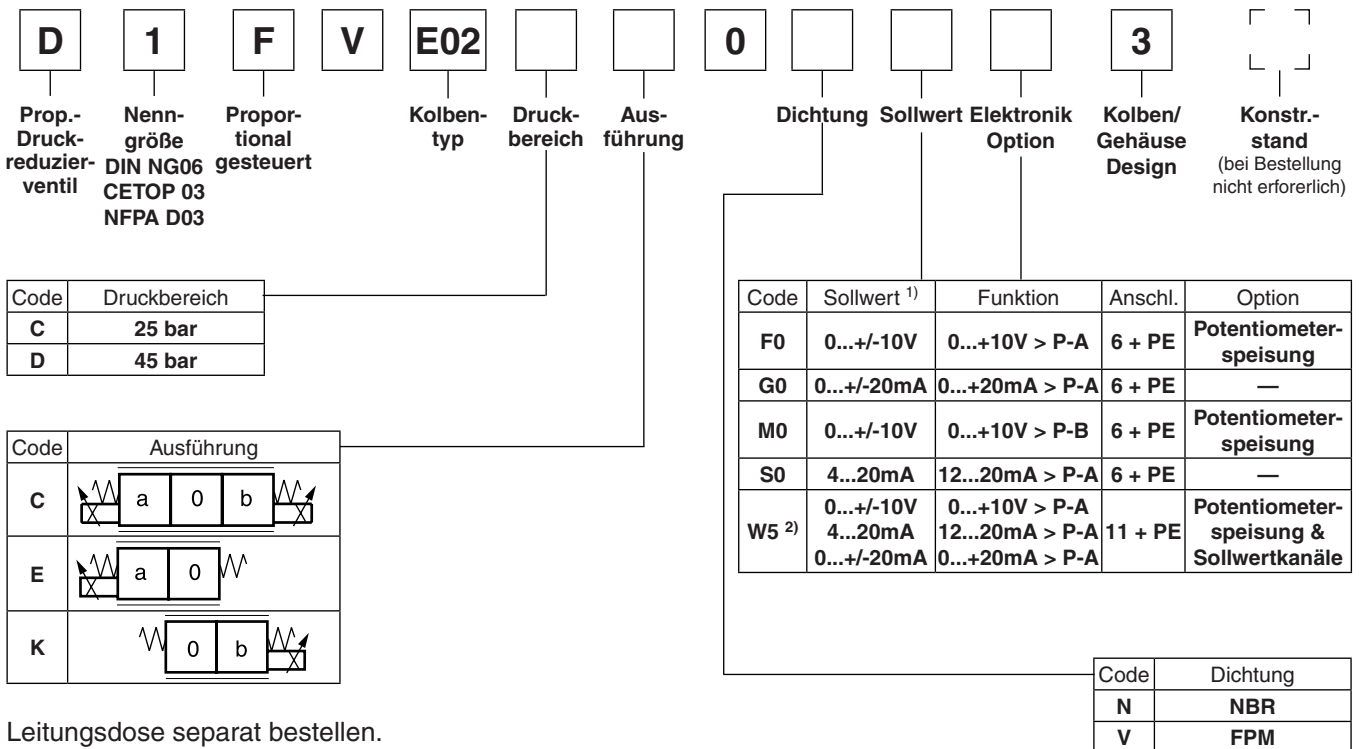 D 1 F V E02 0 3
Prop.-
Druck-
reduzier-
ventil
Nenn-
größe
DIN NG06
CETOP 03
NFPA D03
Propor-
tional
gesteuert
Kolben-
typ
Druck-
bereich
Aus-
führung
Dichtung
Sollwert
Elektronik
Option
Kolben/
Gehäuse
Design
Konstr.-
stand
(bei Bestellung
nicht erforerlich)
Code Druckbereich
C 25 bar
D 45 bar
Code Ausführung
C a 0 b
E a 0
K 0 b
Code Sollwert 1) Funktion Anschl. Option
F0 0...+/-10V 0...+10V > P-A 6 + PE Potentiometer-
speisung
G0 0...+/-20mA 0...+20mA > P-A 6 + PE —
M0 0...+/-10V 0...+10V > P-B 6 + PE Potentiometer-
speisung
S0 4...20mA 12...20mA > P-A 6 + PE —
0...+/-10V 0...+10V > P-A Potentiometer-
W5 2) 4...20mA 12...20mA > P-A 11 + PE speisung &
0...+/-20mA 0...+20mA > P-A Sollwertkanäle
Code Dichtung
N NBR
V FPM
Leitungsdose separat bestellen.